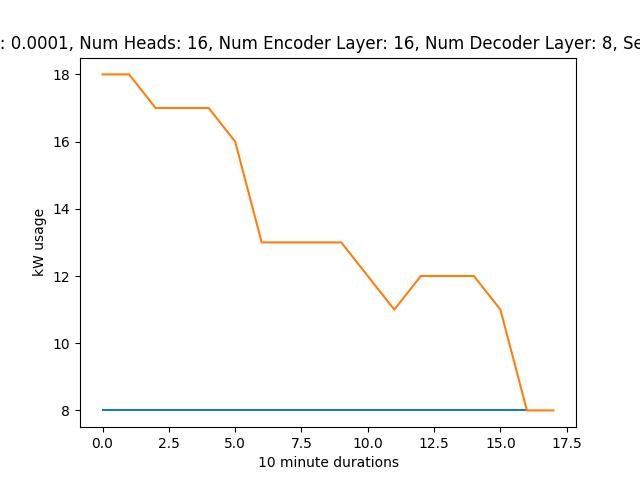 : 0.0001, Num Heads: 16, Num Encoder Layer: 16, Num Decoder Layer: 8, Se
18
16
14
12
10
8
kW usage
0.0 2.5 5.0 7.5 10.0 12.5 15.0 17.5
10 minute durations